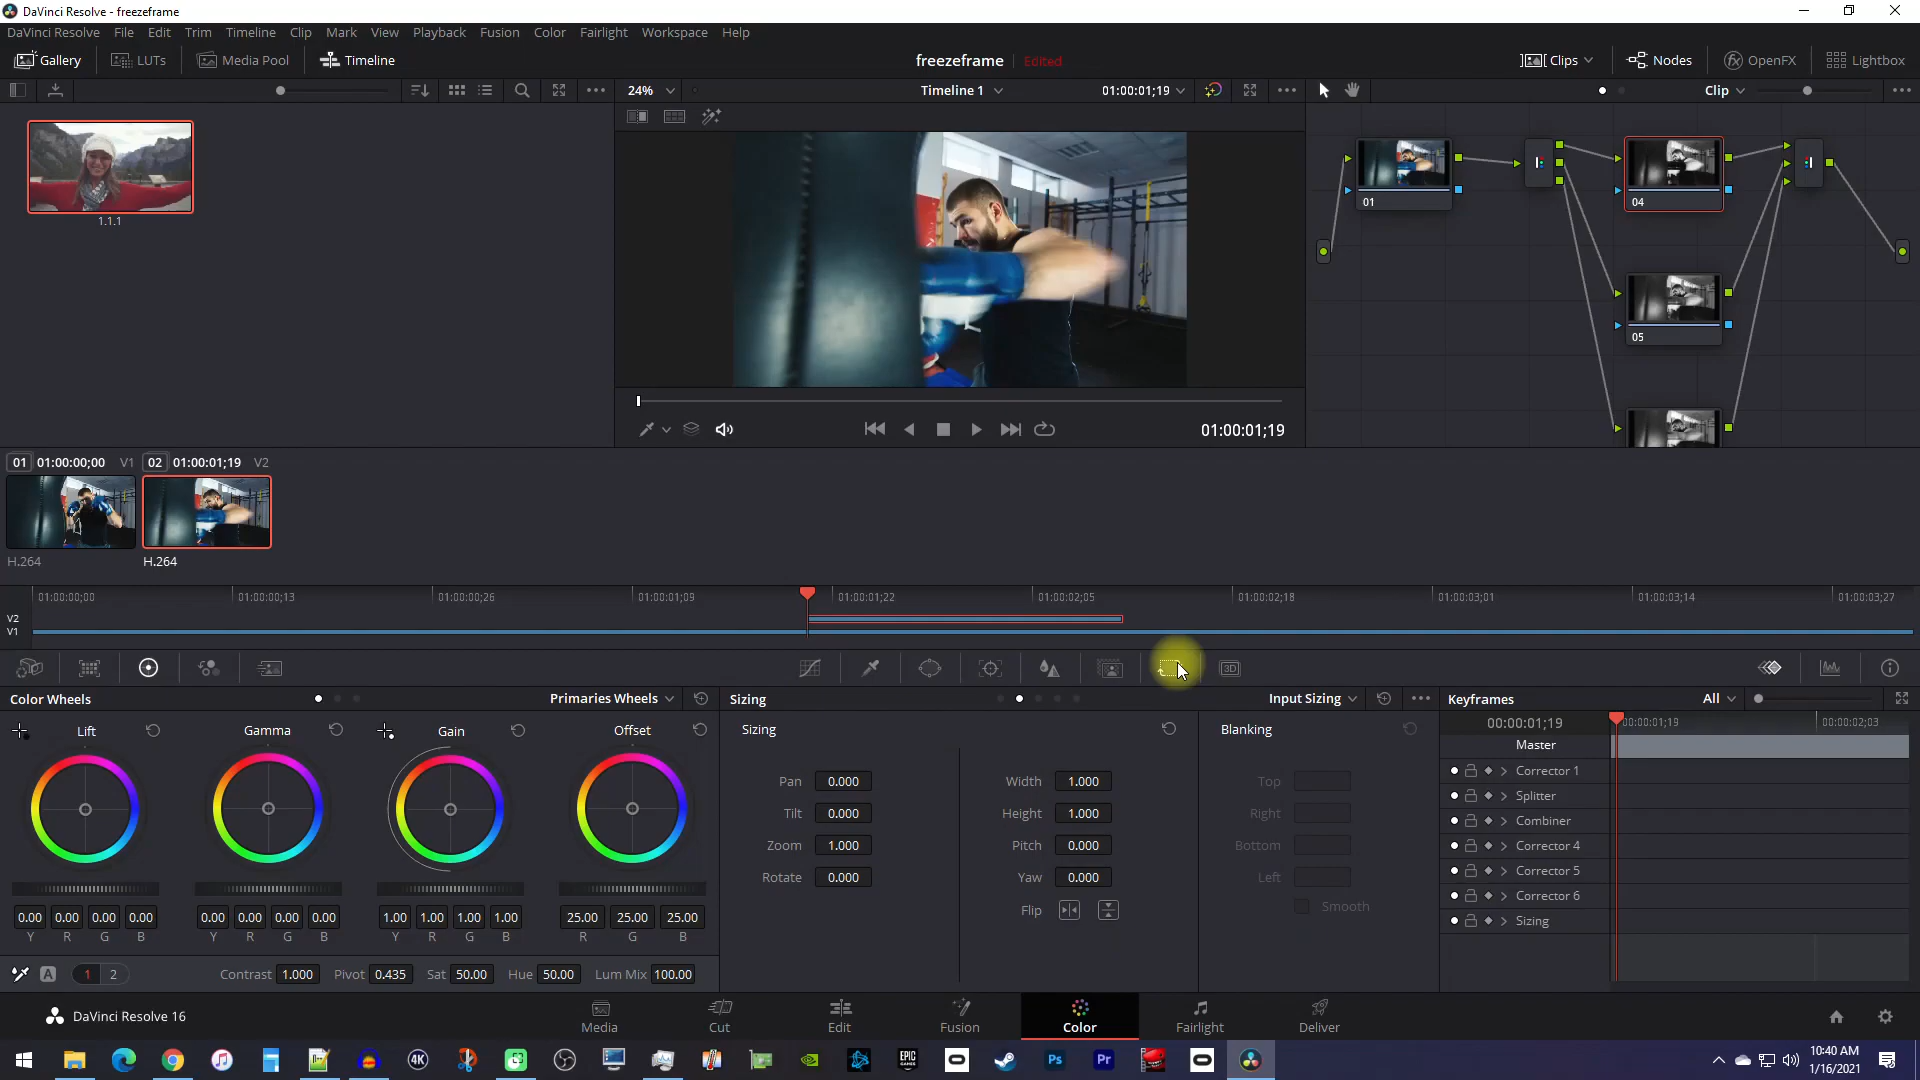 DaVinci Resolve - freezeframe
DaVinci Resolve File Edit Trim Timeline Clip Mark View Playback Fusion Color Fairlight Workspace Help
Gallery LUTs Media Pool Timeline freezeframe Edited Clips Nodes OpenFX Lightbox
24% Timeline 1 01:00:01;19 Clip
1.1.1
01
04
05
01:00:01;19
01 01:00:00;00 V1 02 01:00:01;19 V2
H.264 H.264
01:00:00;00 01:00:00;13 01:00:00;26 01:00:01;09 01:00:01;22 01:00:02;05 01:00:02;18 01:00:03;01 01:00:03;14 01:00:03;27
V2
V1
3D
Color Wheels Primaries Wheels Sizing Input Sizing Keyframes All
Lift Gamma Gain Offset Sizing Blanking 00:00:01;19 00:00:01;19 00:00:02;03
Master
Pan 0.000 Width 1.000 Top Corrector 1
Tilt 0.000 Height 1.000 Right Splitter
Combiner
Zoom 1.000 Pitch 0.000 Bottom Corrector 4
Rotate 0.000 Yaw 0.000 Left Corrector 5
Flip Smooth Corrector 6
0.00 0.00 0.00 0.00 0.00 0.00 0.00 0.00 1.00 1.00 1.00 1.00 25.00 25.00 25.00 Sizing
Y R G B Y R G B Y R G B R G B
A 1 2 Contrast 1.000 Pivot 0.435 Sat 50.00 Hue 50.00 Lum Mix 100.00
DaVinci Resolve 16 Media Cut Edit Fusion Color Fairlight Deliver
4K EPIC GAMES Ps Pr
10:40 AM
1/16/2021